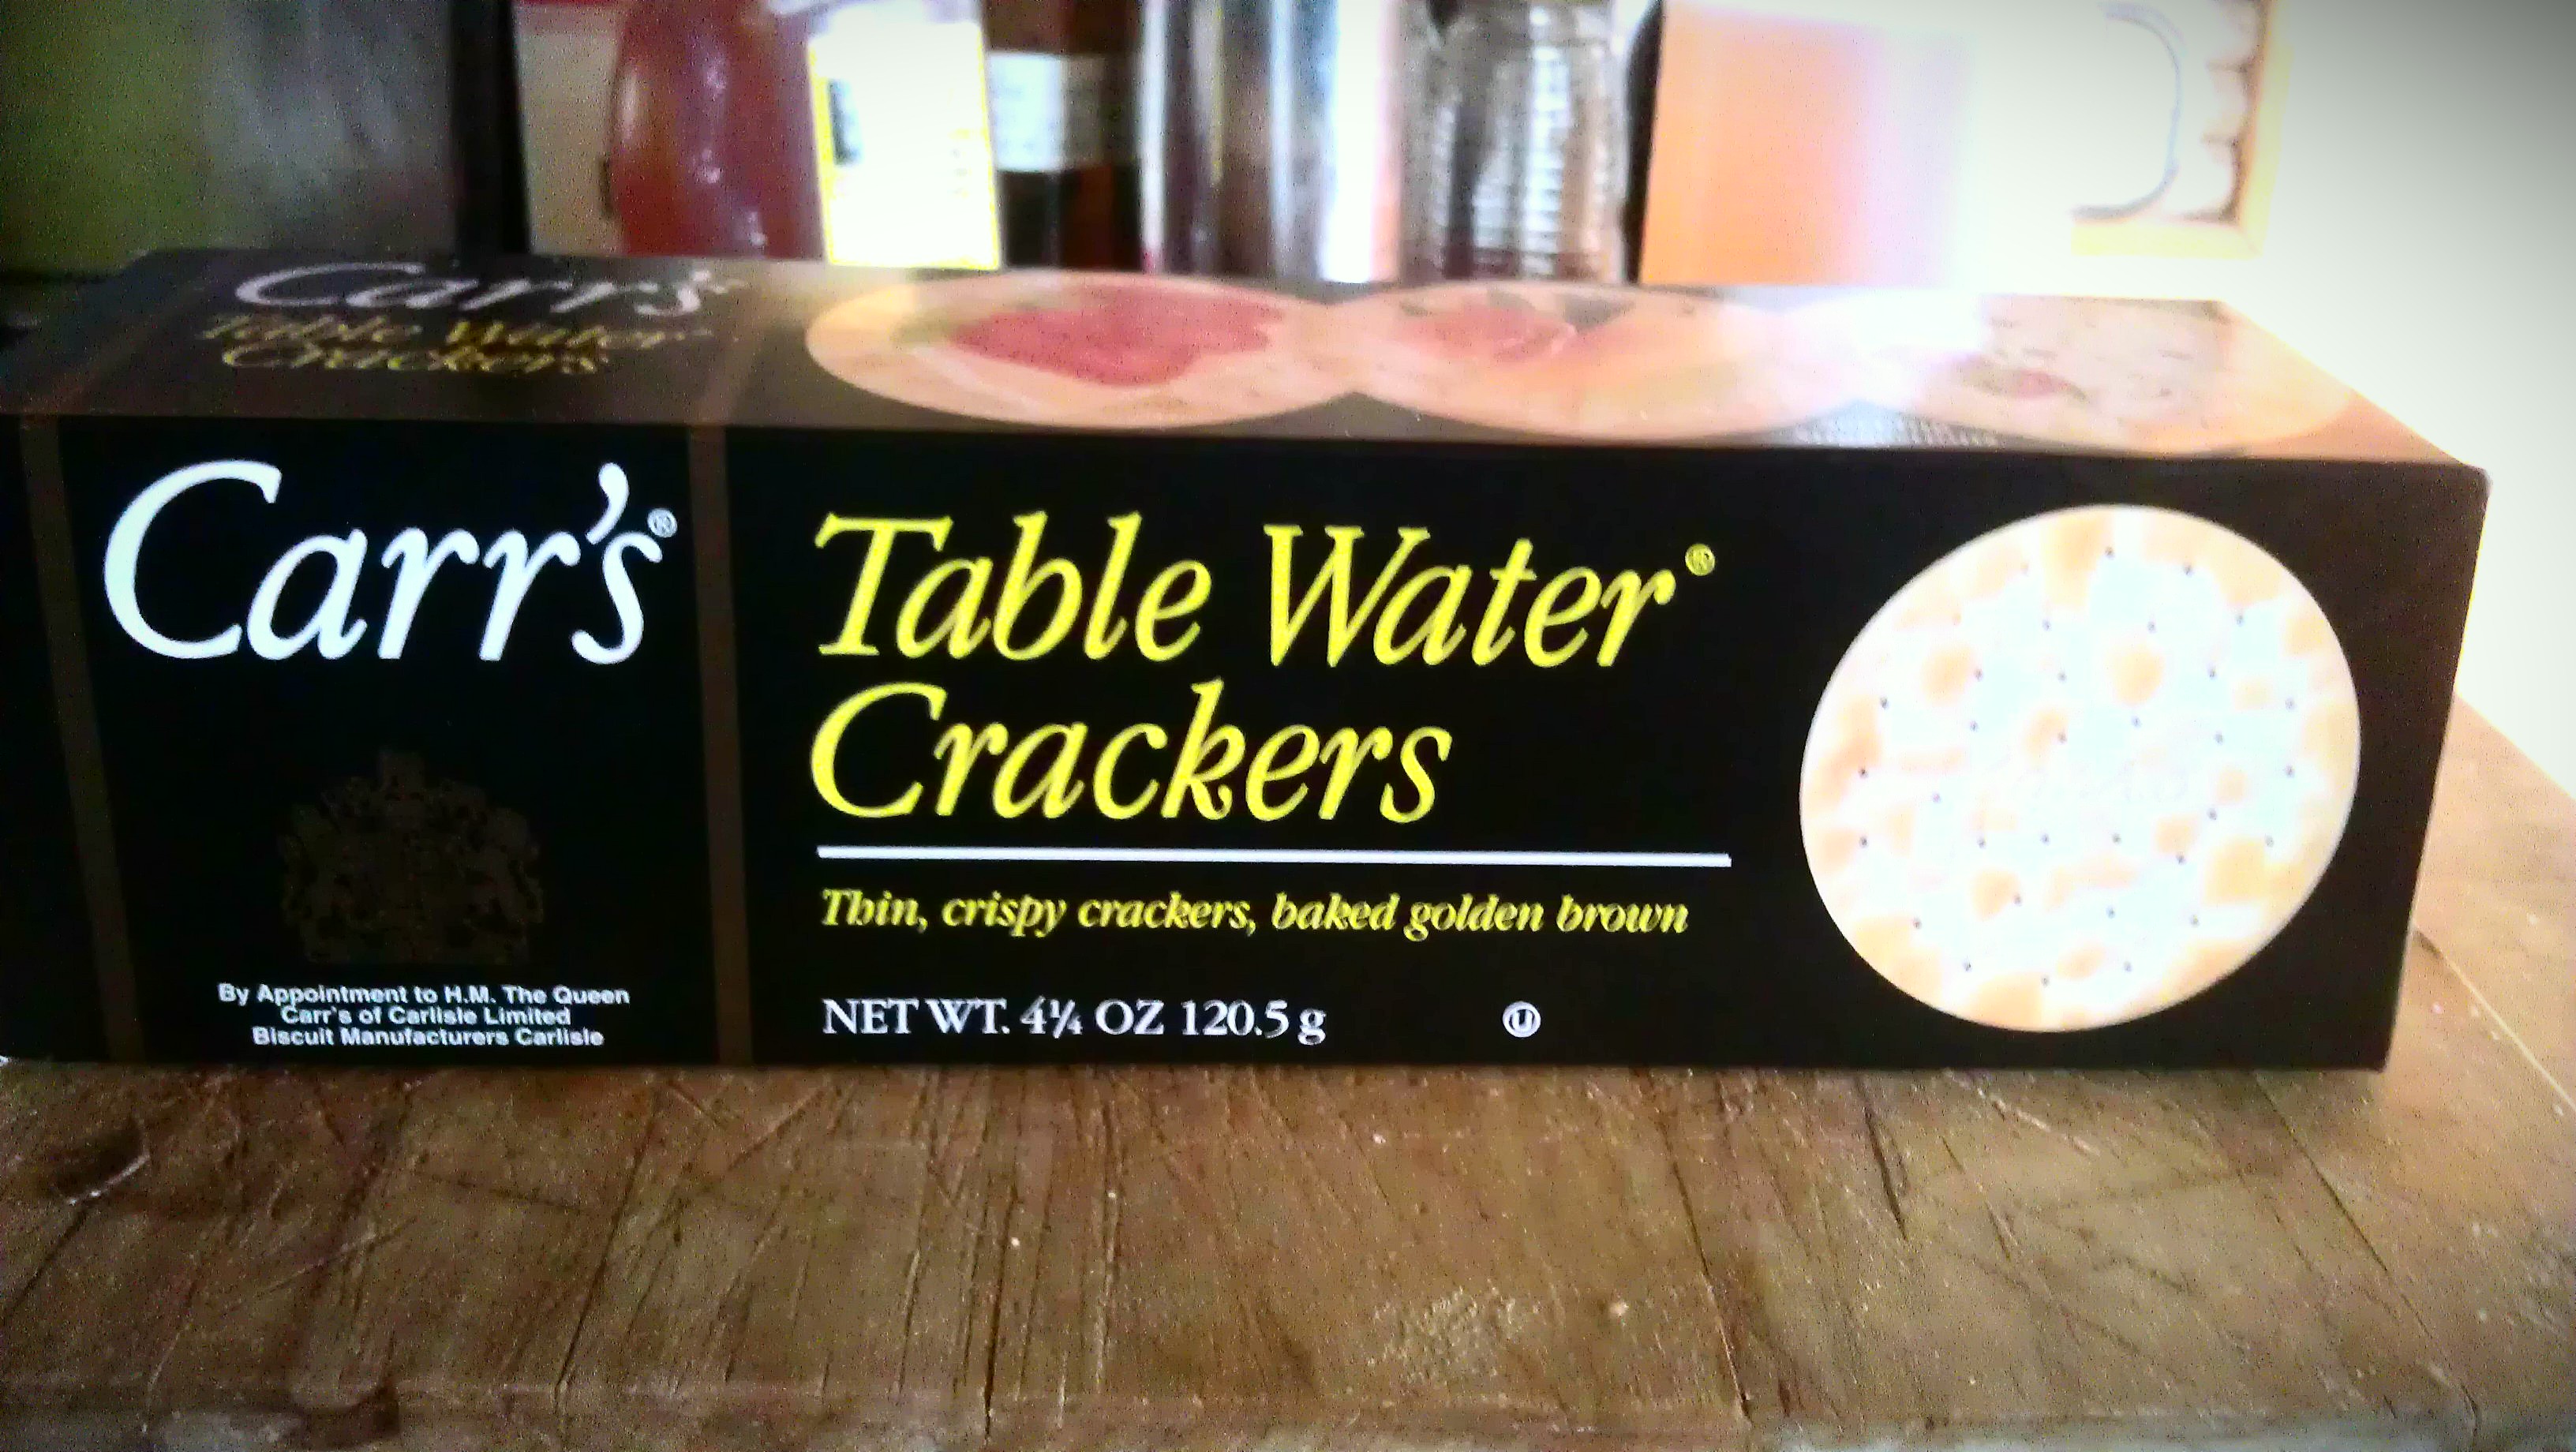 Carr's
Table Water
Crackers
Carr's®
Table Water®
Crackers
Thin, crispy crackers, baked golden brown
NET WT. 4¼ OZ 120.5 g
U
By Appointment to H.M. The Queen
Carr's of Carlisle Limited
Biscuit Manufacturers Carlisle